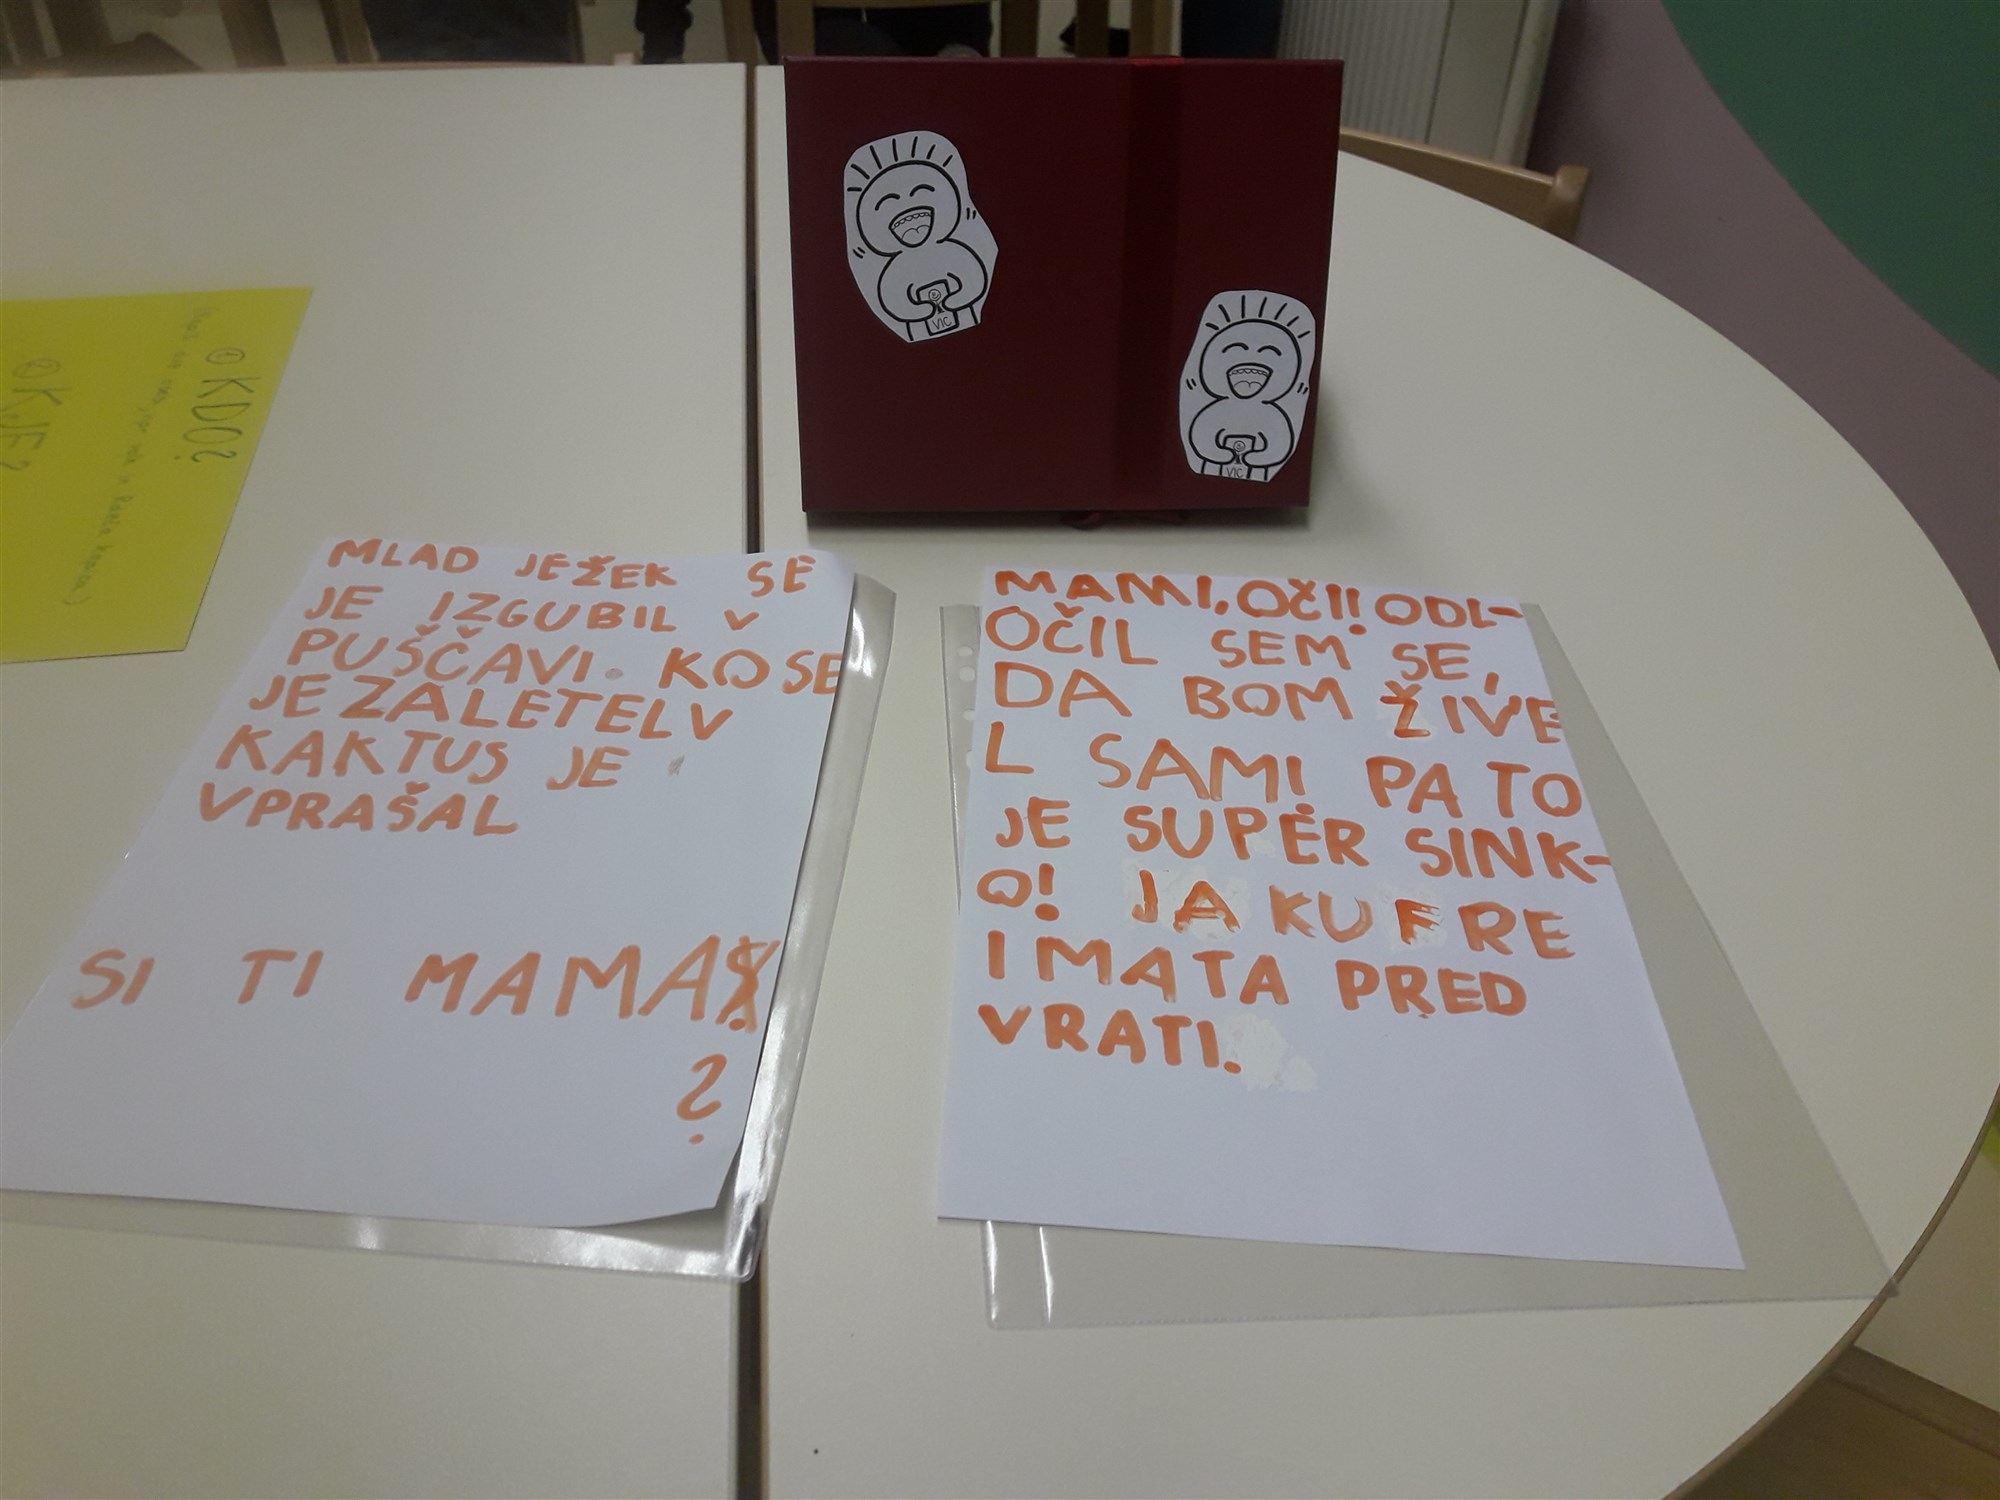 ©KDO?
©KJE?
VIC
VIC
MLAD JEŽEK SE
JE IZGUBIL V
PUŠČAVI. KO SE
JE ZALETEL V
KAKTUS JE
VPRAŠAL
SI TI MAMA
?
MAMI, OČI! ODL-
OČIL SEM SE,
DA BOM ŽIVE
L SAM! PA TO
JE SUPER SINK-
O! JA KUFRE
IMATA PRED
VRATI.